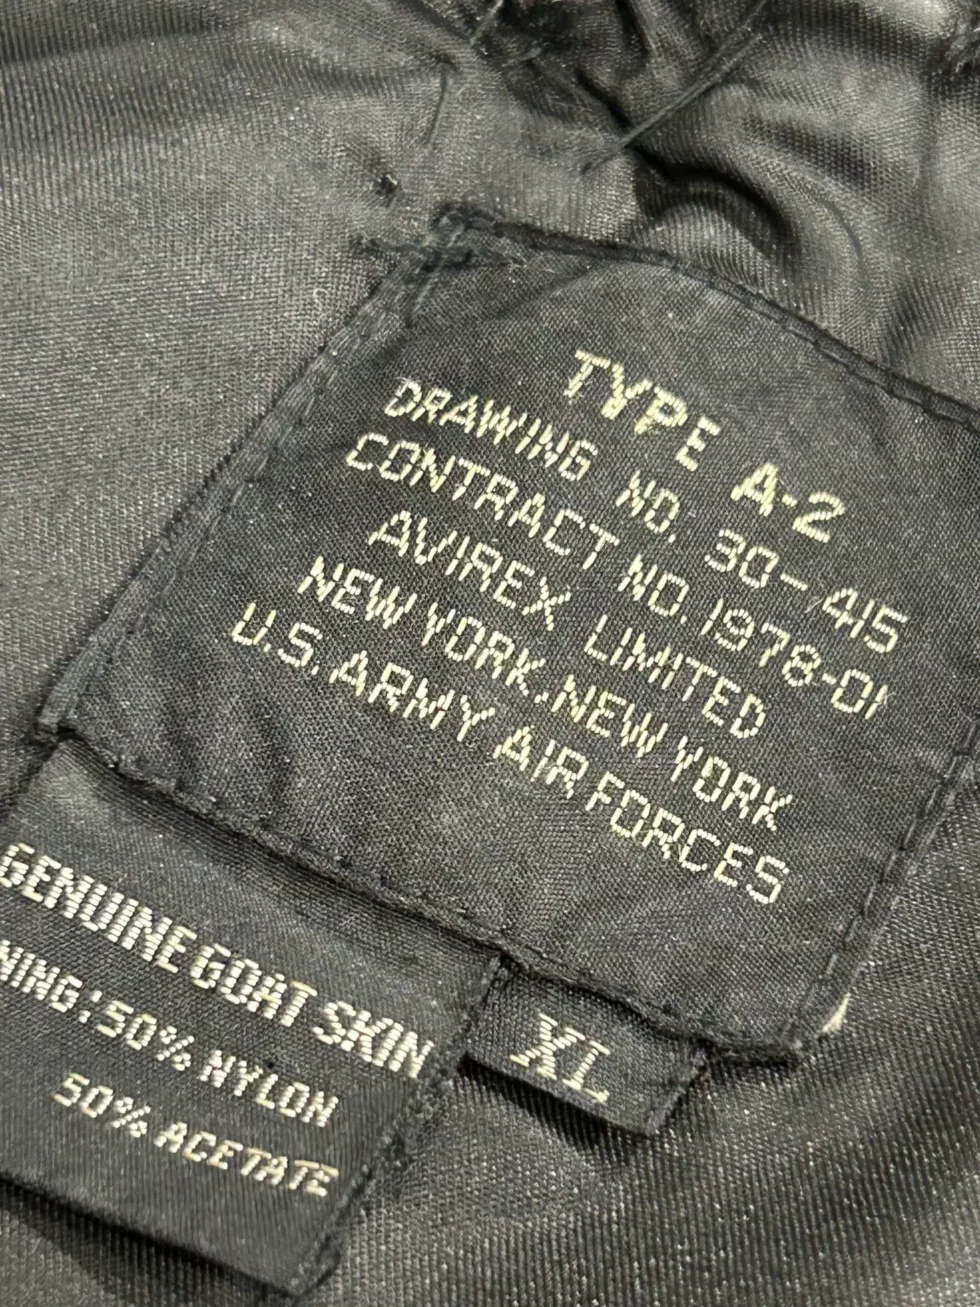 TYPE A-2
DRAWING NO. 30-415
CONTRACT NO. 1978-01
AVIREX LIMITED
NEW YORK, NEW YORK
U.S. ARMY AIR FORCES
XL
GENUINE GOAT SKIN
NING: 50% NYLON
50% ACETATE